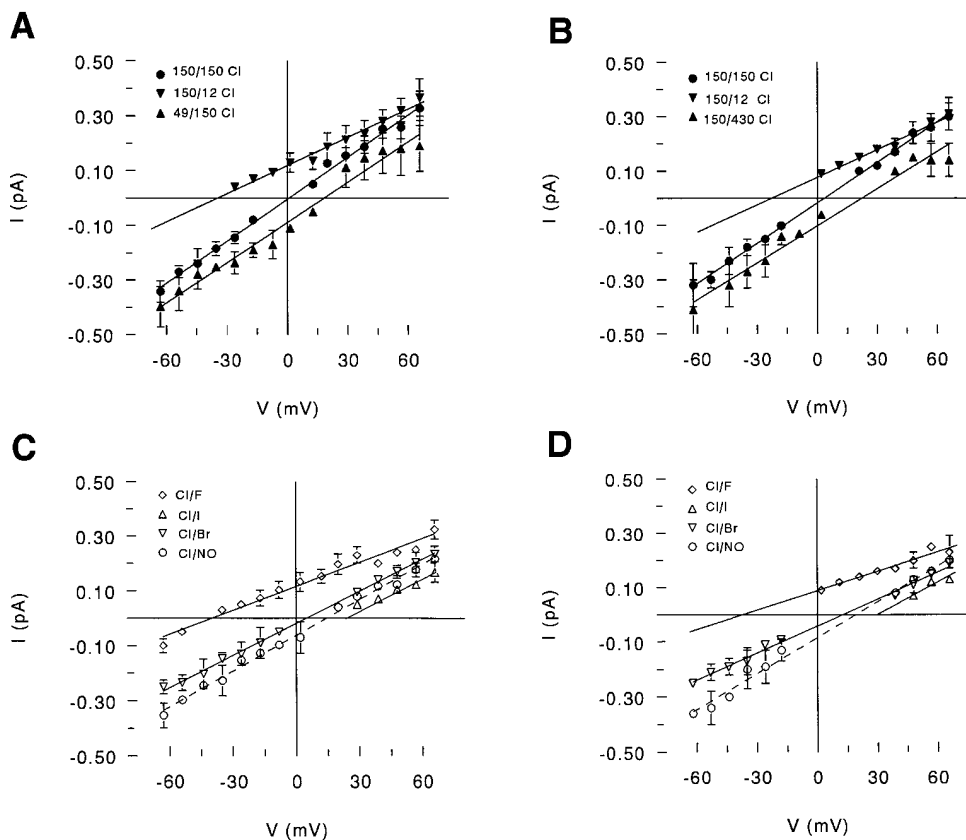 A
I (pA)
0.50
0.30
0.10
-0.10
-0.30
-0.50
150/150 Cl
150/12 Cl
49/150 Cl
-60 -30 0 30 60
V (mV)
B
I (pA)
0.50
0.30
0.10
-0.10
-0.30
-0.50
150/150 Cl
150/12 Cl
150/430 Cl
-60 -30 0 30 60
V (mV)
C
I (pA)
0.50
0.30
0.10
-0.10
-0.30
-0.50
Cl/F
Cl/I
Cl/Br
Cl/NO
-60 -30 0 30 60
V (mV)
D
I (pA)
0.50
0.30
0.10
-0.10
-0.30
-0.50
Cl/F
Cl/I
Cl/Br
Cl/NO
-60 -30 0 30 60
V (mV)